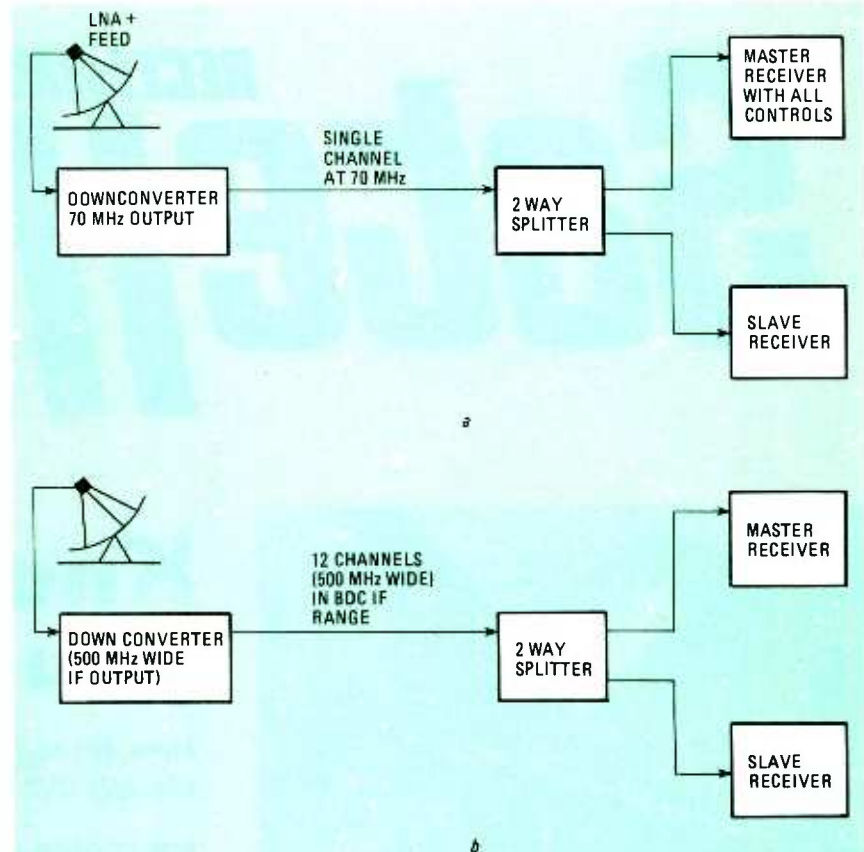 LNA +
FEED
DOWNCONVERTER
70 MHz OUTPUT
SINGLE
CHANNEL
AT 70 MHz
2 WAY
SPLITTER
MASTER
RECEIVER
WITH ALL
CONTROLS
SLAVE
RECEIVER
a
DOWN CONVERTER
(500 MHz WIDE
IF OUTPUT)
12 CHANNELS
(500 MHz WIDE)
IN BDC IF
RANGE
2 WAY
SPLITTER
MASTER
RECEIVER
SLAVE
RECEIVER
b